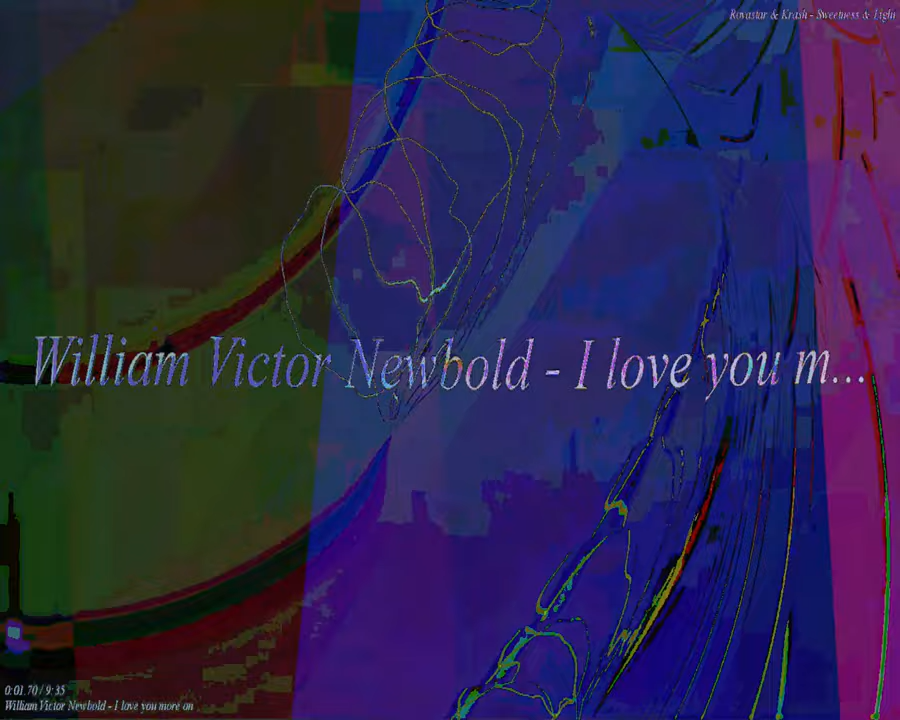 Rovastar & Krash - Sweetness & Light
William Victor Newbold - I love you m...
0:01.70 / 9:35
William Victor Newbold - I love you more on